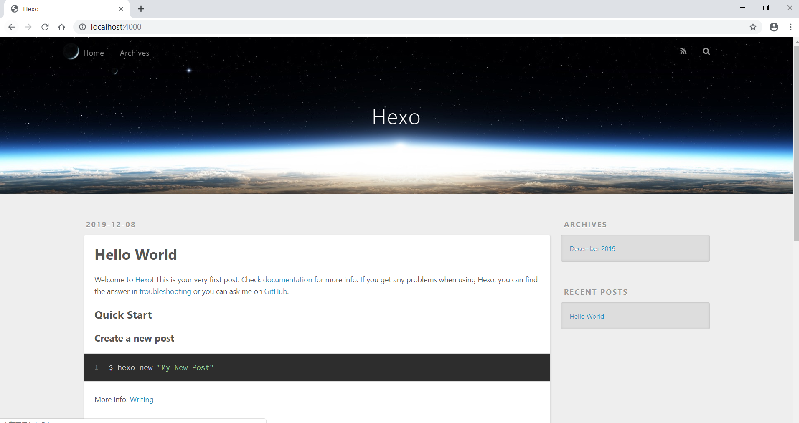 Hexo
localhost:4000
Home Archives
Hexo
2019-12-08
Hello World
Welcome to Hexo! This is your very first post. Check documentation for more info. If you get any problems when using Hexo, you can find
the answer in troubleshooting or you can ask me on GitHub.
Quick Start
Create a new post
1 $ hexo new "My New Post"
More info: Writing
ARCHIVES
December 2019
RECENT POSTS
Hello World